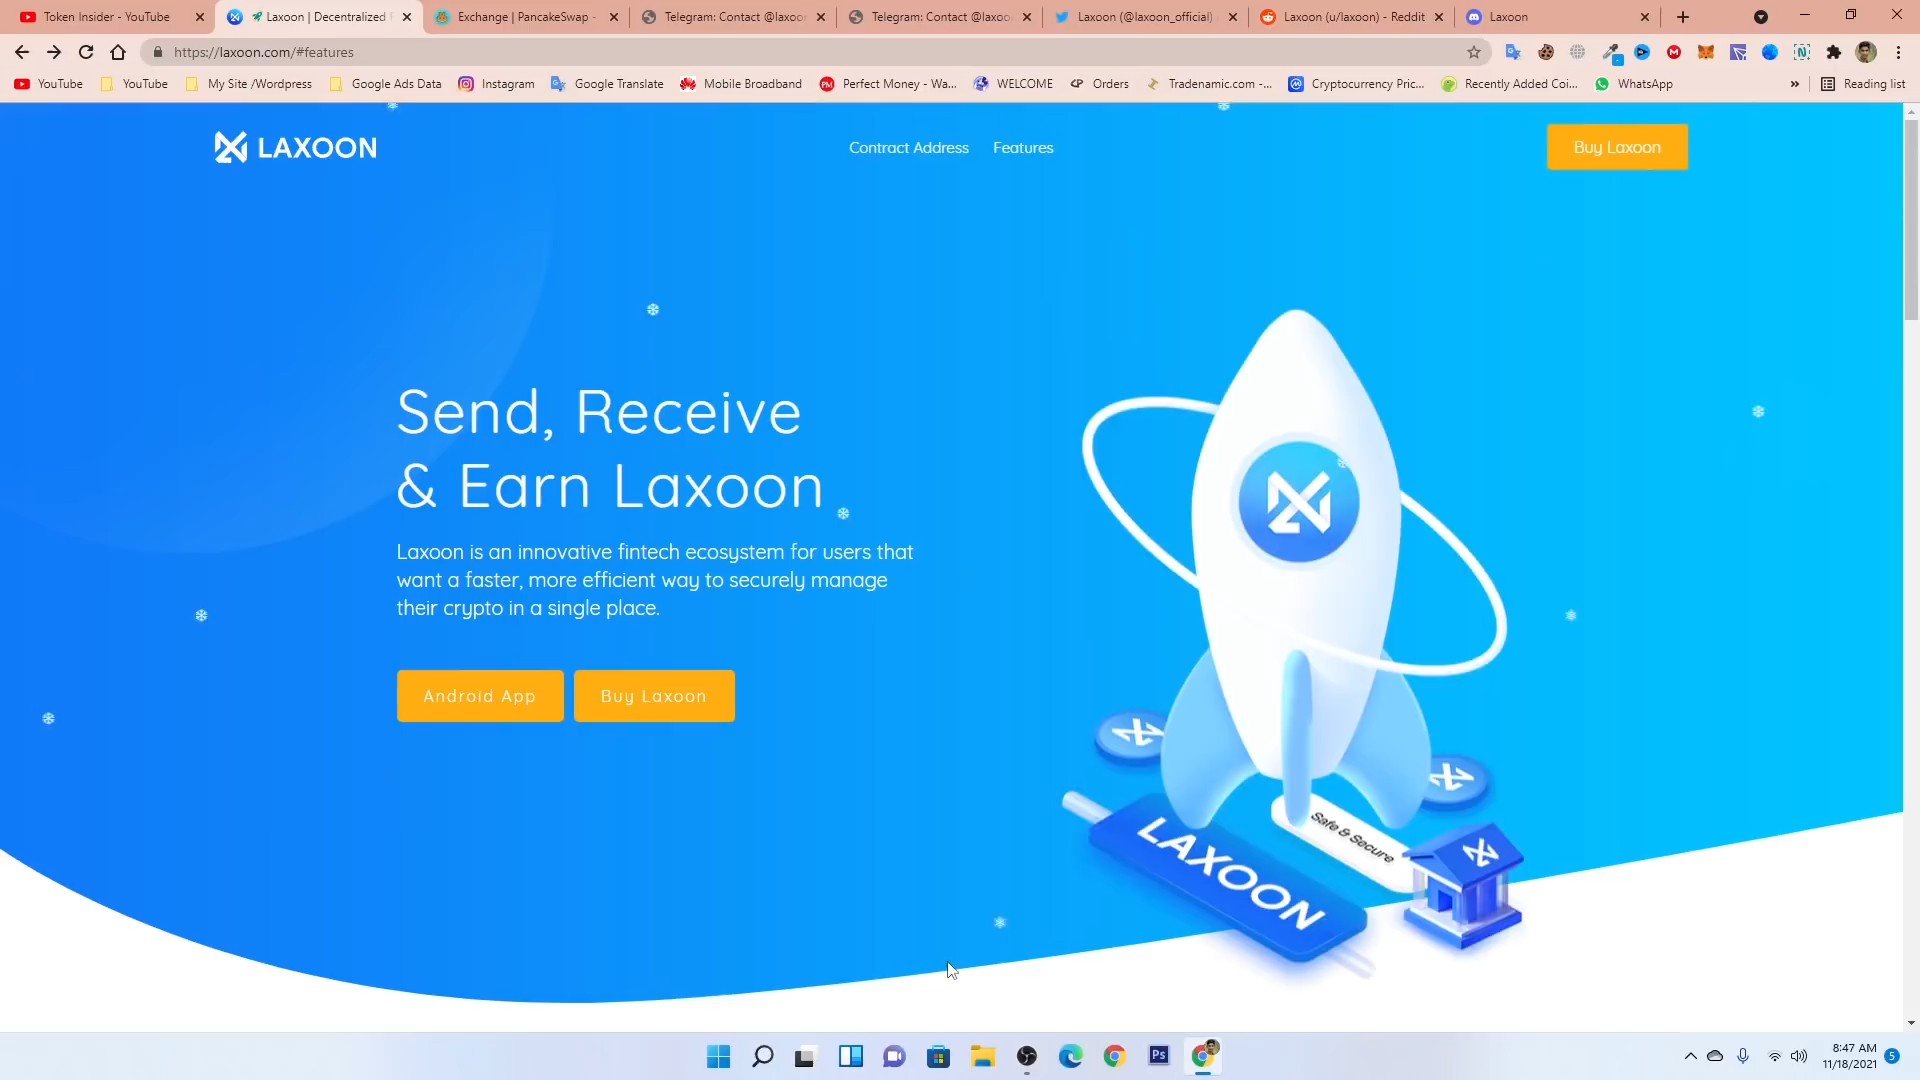 Token Insider - YouTube
Laxoon | Decentralized
Exchange | PancakeSwap -
Telegram: Contact @laxoon
Telegram: Contact @laxoo
Laxoon (@laxoon_official)
Laxoon (u/laxoon) - Reddit
Laxoon
https://laxoon.com/#features
YouTube
YouTube
My Site /Wordpress
Google Ads Data
Instagram
Google Translate
Mobile Broadband
PM
Perfect Money - Wa...
WELCOME
CP
Orders
Tradenamic.com -...
Cryptocurrency Pric...
Recently Added Coi...
WhatsApp
Reading list
LAXOON
Contract Address
Features
Buy Laxoon
Send, Receive
& Earn Laxoon
Laxoon is an innovative fintech ecosystem for users that
want a faster, more efficient way to securely manage
their crypto in a single place.
Android App
Buy Laxoon
Safe & Secure
LAXOON
Ps
8:47 AM
11/18/2021
5